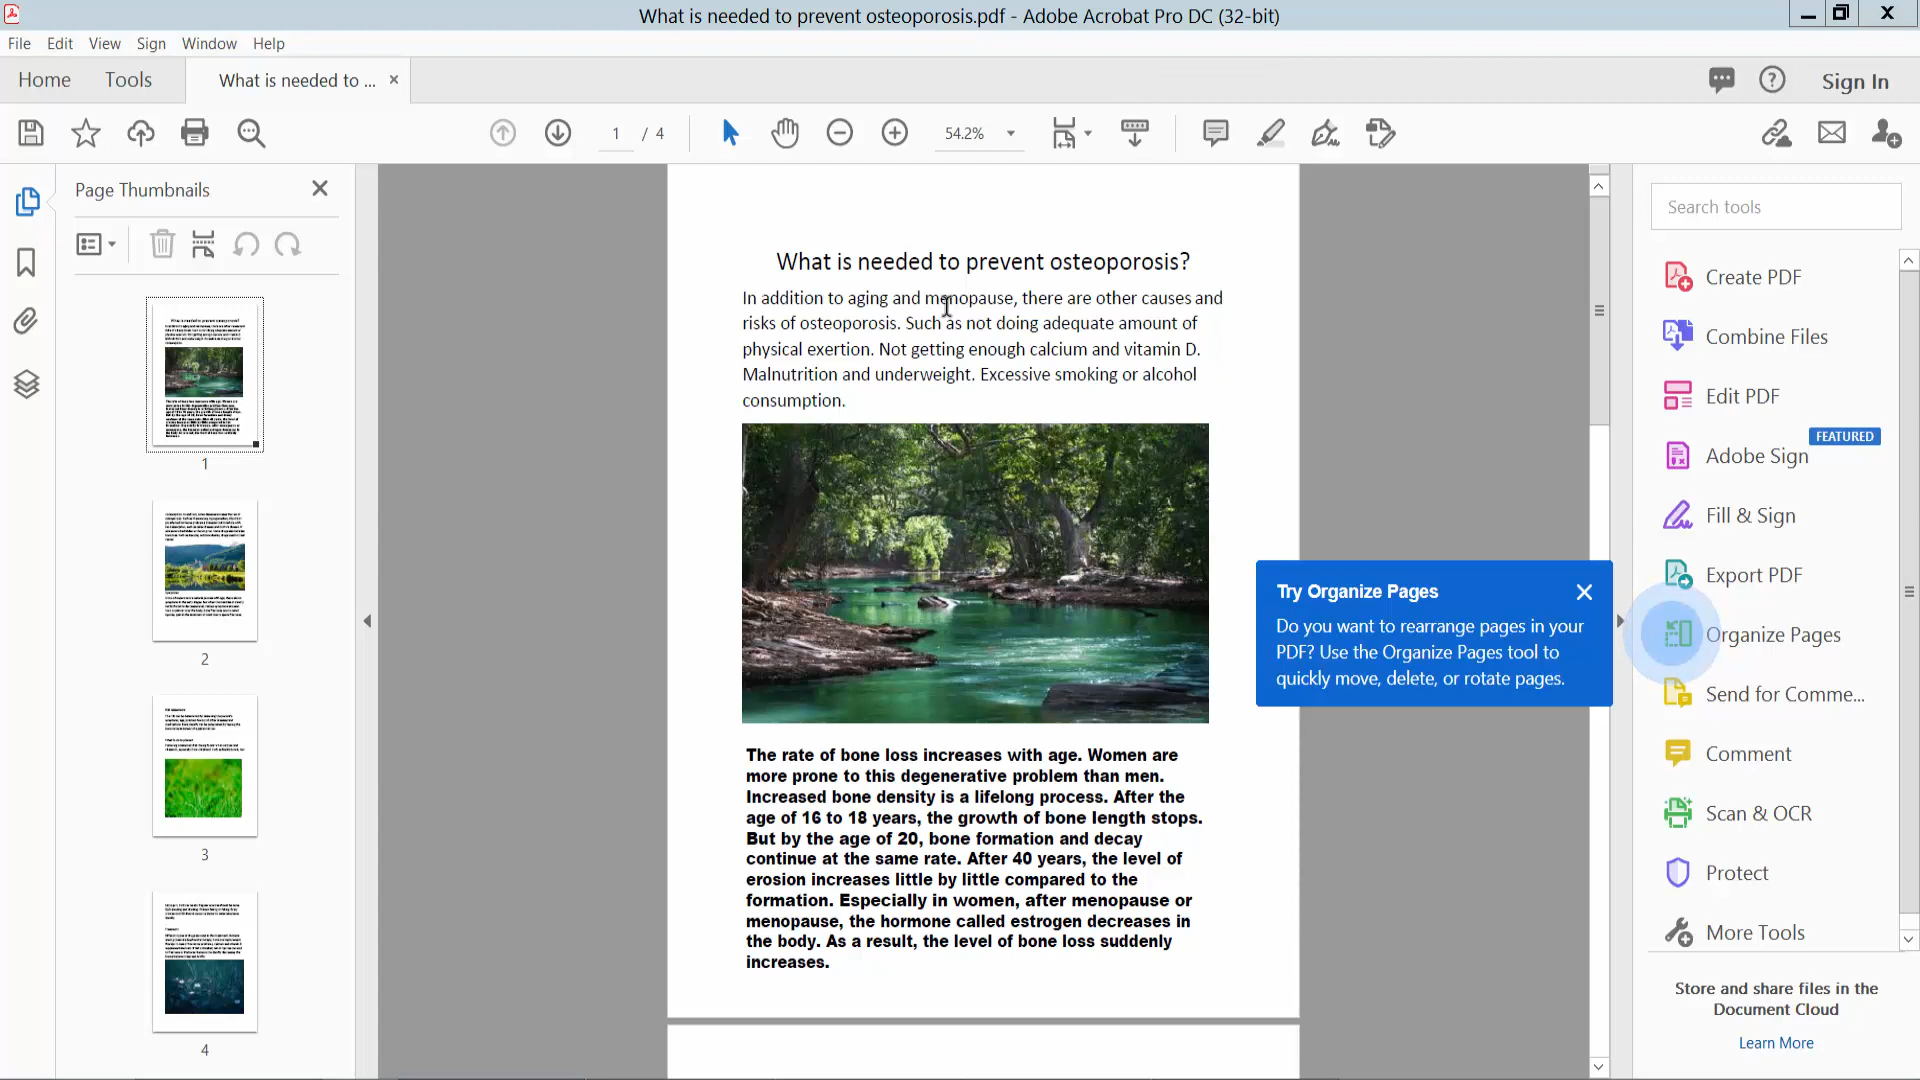 What is needed to prevent osteoporosis.pdf - Adobe Acrobat Pro DC (32-bit)
File Edit View Sign Window Help
Home Tools What is needed to ... Sign In
1 / 4 54.2%
Page Thumbnails
1
2
3
4
What is needed to prevent osteoporosis?
In addition to aging and menopause, there are other causes and
risks of osteoporosis. Such as not doing adequate amount of
physical exertion. Not getting enough calcium and vitamin D.
Malnutrition and underweight. Excessive smoking or alcohol
consumption.
The rate of bone loss increases with age. Women are
more prone to this degenerative problem than men.
Increased bone density is a lifelong process. After the
age of 16 to 18 years, the growth of bone length stops.
But by the age of 20, bone formation and decay
continue at the same rate. After 40 years, the level of
erosion increases little by little compared to the
formation. Especially in women, after menopause or
menopause, the hormone called estrogen decreases in
the body. As a result, the level of bone loss suddenly
increases.
Try Organize Pages
Do you want to rearrange pages in your
PDF? Use the Organize Pages tool to
quickly move, delete, or rotate pages.
Search tools
Create PDF
Combine Files
Edit PDF
FEATURED
Adobe Sign
Fill & Sign
Export PDF
Organize Pages
Send for Comme...
Comment
Scan & OCR
Protect
More Tools
Store and share files in the
Document Cloud
Learn More